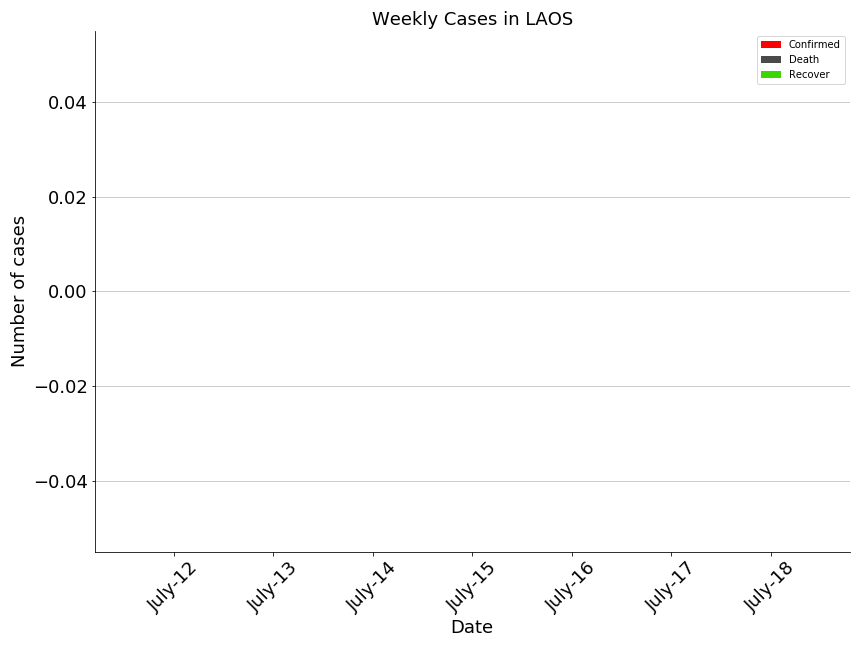 Weekly Cases in LAOS
Confirmed
Death
Recover
0.04
0.02
0.00
−0.02
−0.04
Number of cases
July-12
July-13
July-14
July-15
July-16
July-17
July-18
Date